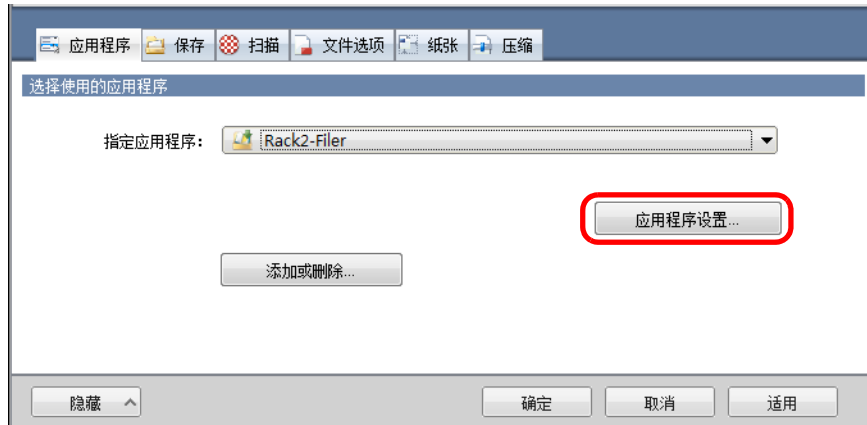 应用程序 保存 扫描 文件选项 纸张 压缩
选择使用的应用程序
指定应用程序: Rack2-Filer
应用程序设置...
添加或删除...
隐藏 确定 取消 适用